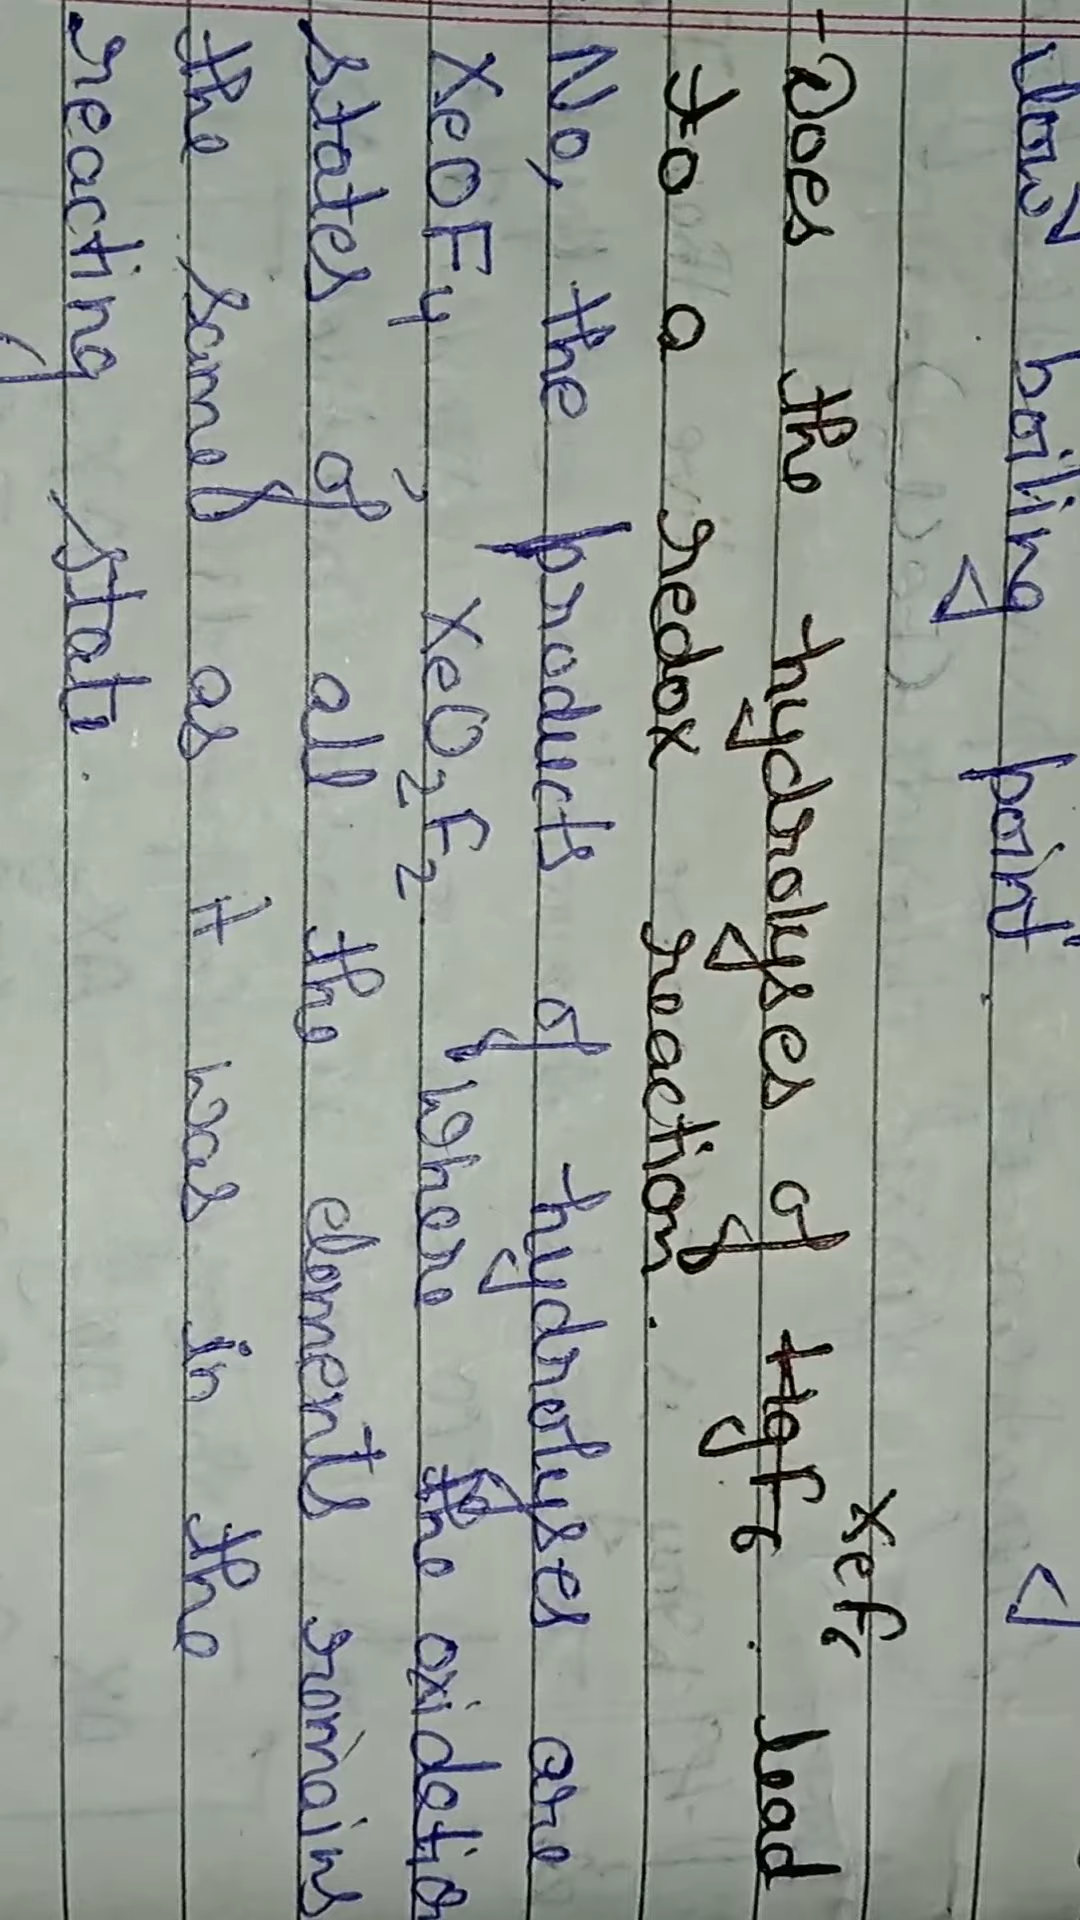 low boiling point
XeF6
-Does the hydrolyses of HgF6 lead
to a redox reaction.
No, the products of hydrolyses are
XeOF4, XeO2F2. where the oxidation
states of all the elements remains
the same as it was in the
reacting state.